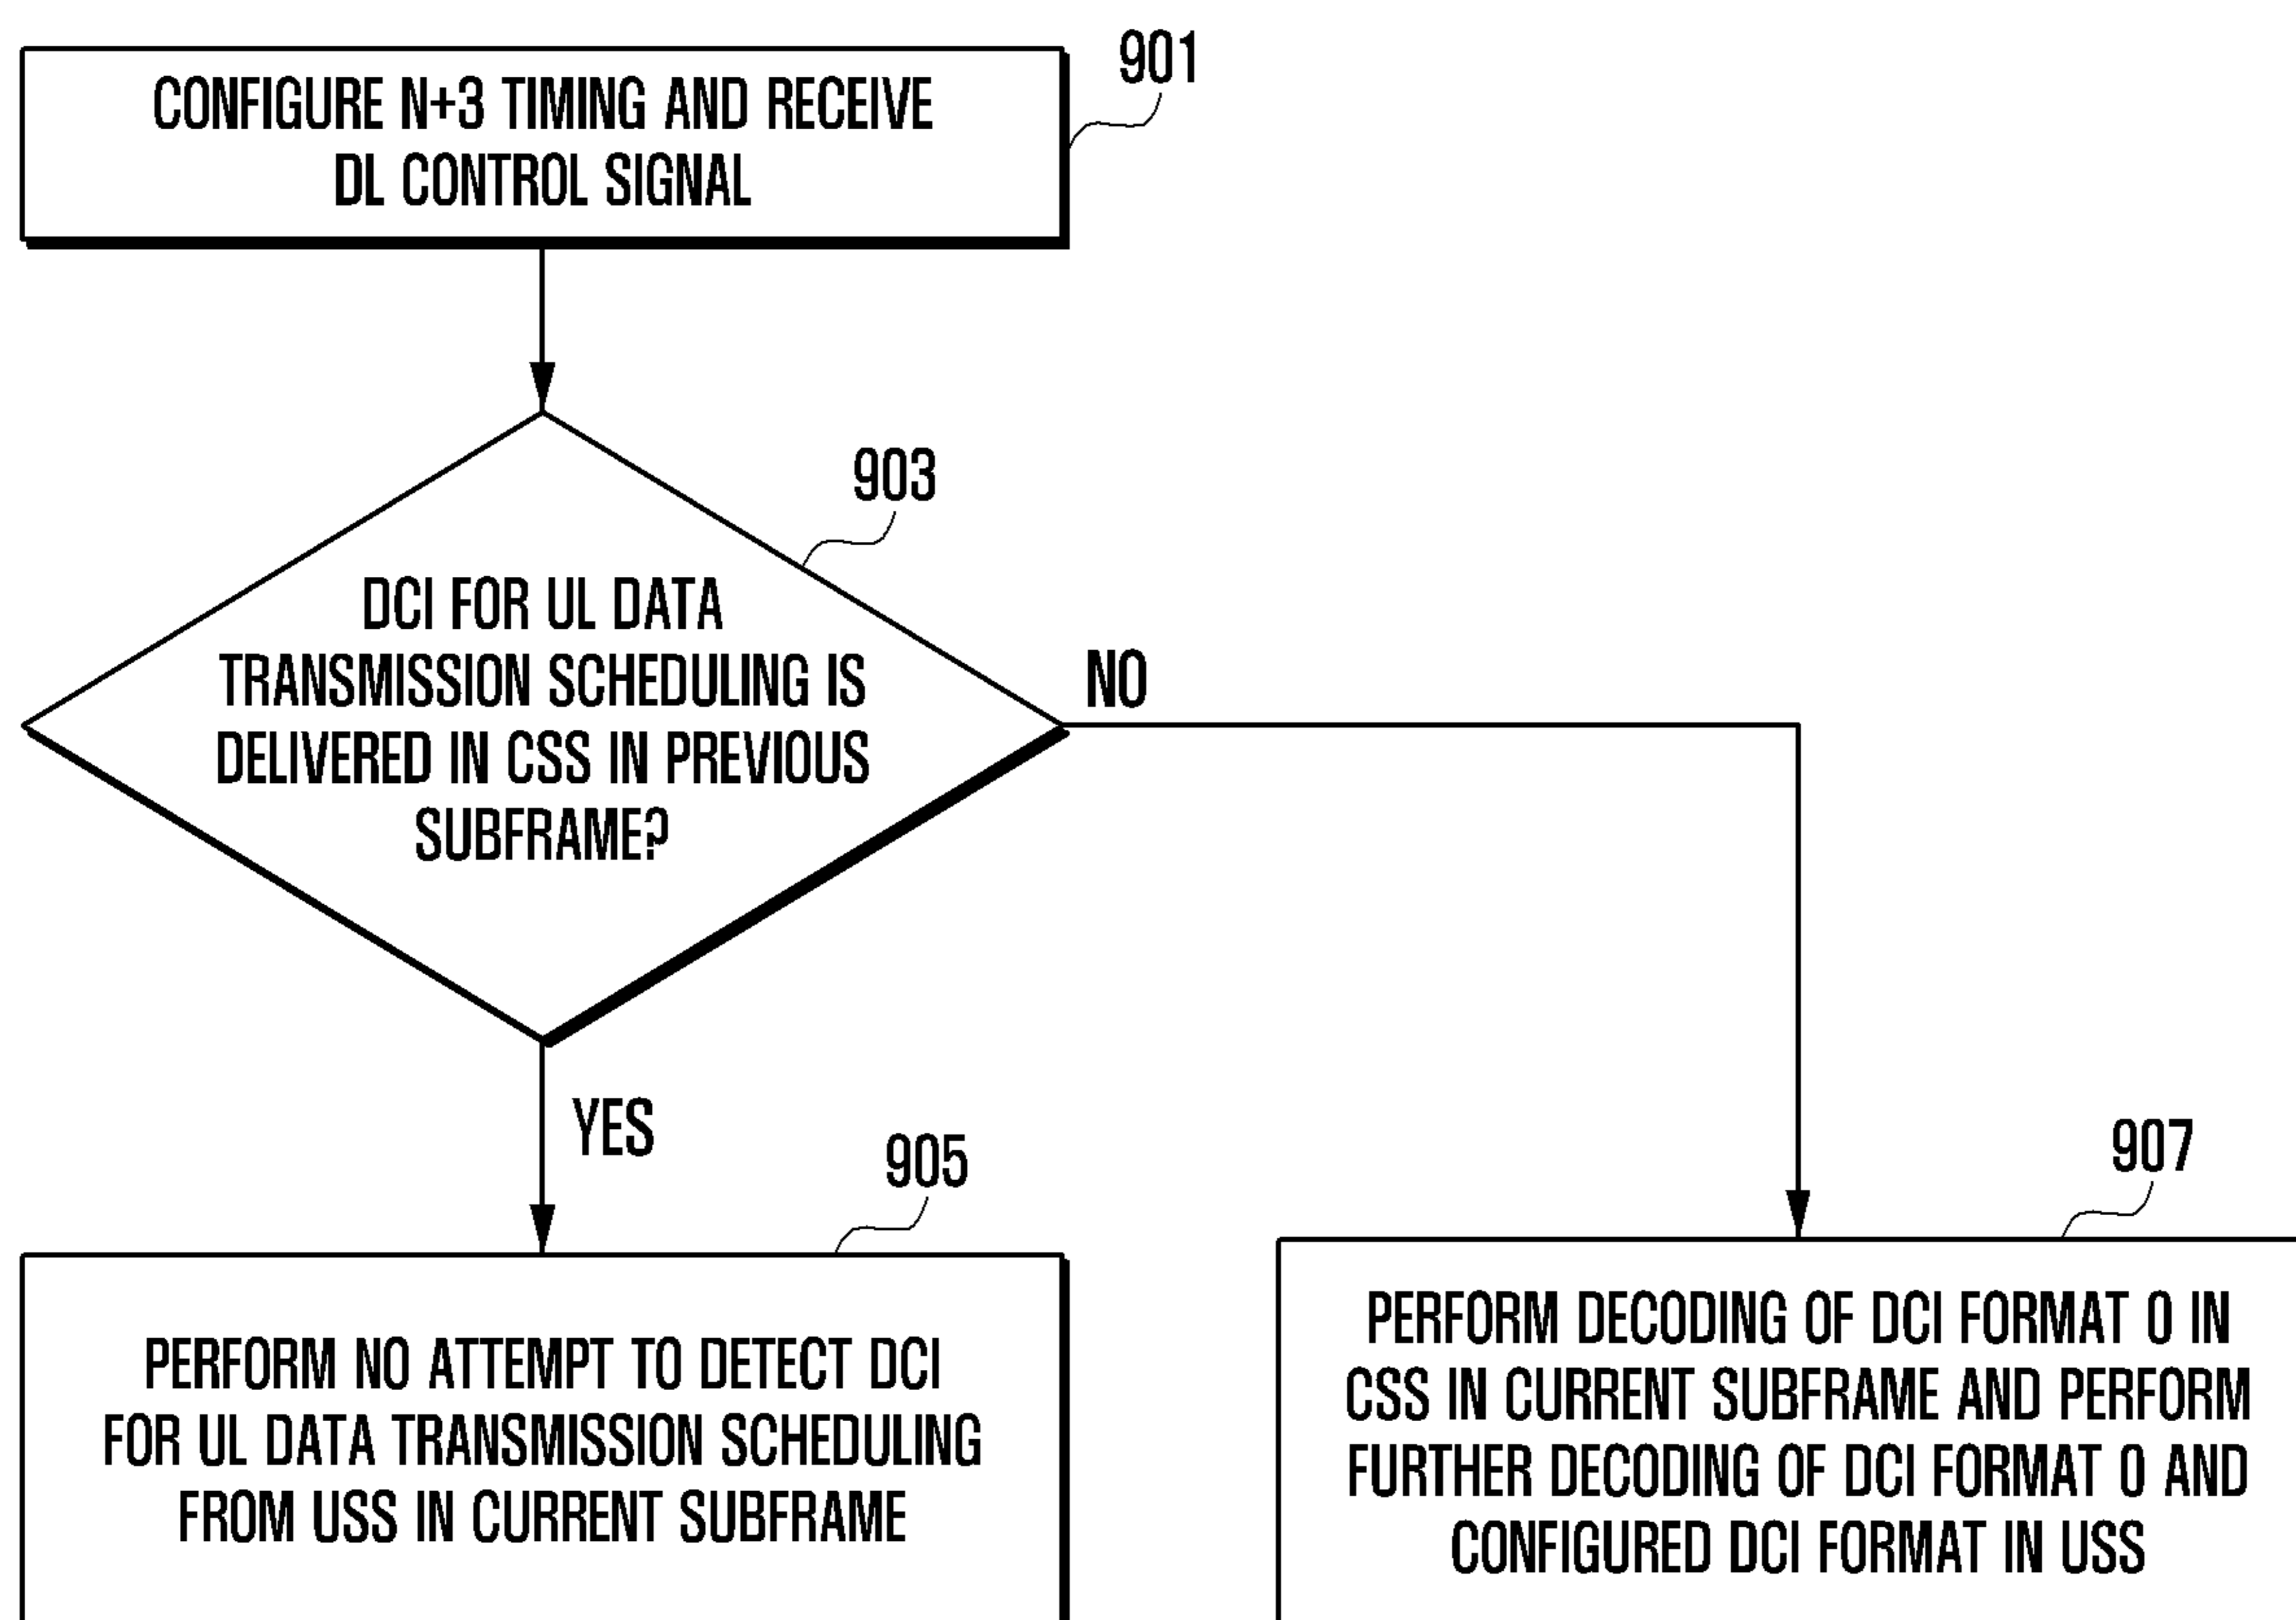 901
CONFIGURE N+3 TIMING AND RECEIVE
DL CONTROL SIGNAL
903
DCI FOR UL DATA
TRANSMISSION SCHEDULING IS
DELIVERED IN CSS IN PREVIOUS
SUBFRAME?
NO
YES
905
PERFORM NO ATTEMPT TO DETECT DCI
FOR UL DATA TRANSMISSION SCHEDULING
FROM USS IN CURRENT SUBFRAME
907
PERFORM DECODING OF DCI FORMAT 0 IN
CSS IN CURRENT SUBFRAME AND PERFORM
FURTHER DECODING OF DCI FORMAT 0 AND
CONFIGURED DCI FORMAT IN USS